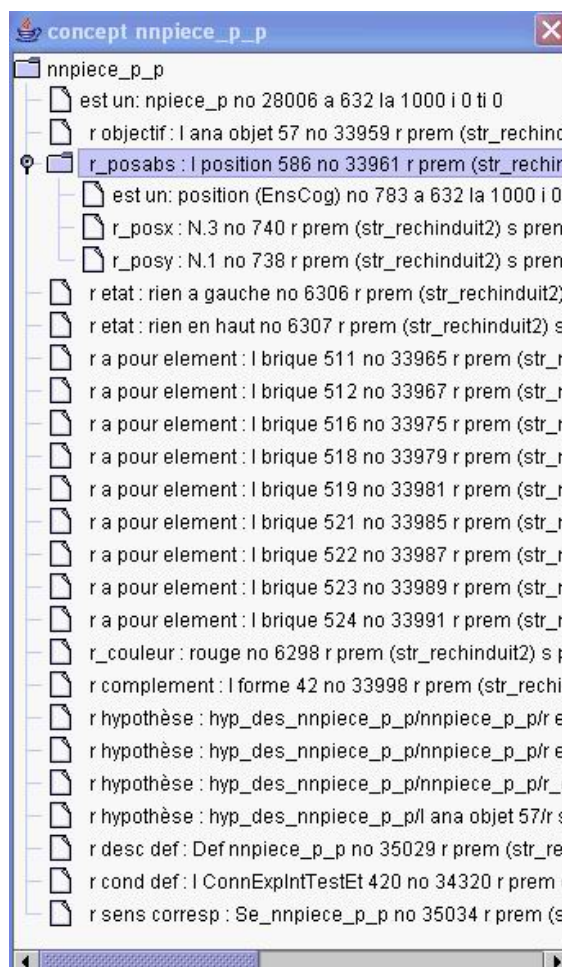 concept nnpiece_p_p
nnpiece_p_p
est un: npiece_p no 28006 a 632 la 1000 i 0 ti 0
r objectif : I ana objet 57 no 33959 r prem (str_rechind
r_posabs : I position 586 no 33961 r prem (str_rechin
est un: position (EnsCog) no 783 a 632 la 1000 i 0
r_posx : N.3 no 740 r prem (str_rechinduit2) s pren
r_posy : N.1 no 738 r prem (str_rechinduit2) s pren
r etat : rien a gauche no 6306 r prem (str_rechinduit2)
r etat : rien en haut no 6307 r prem (str_rechinduit2) s
r a pour element : I brique 511 no 33965 r prem (str_r
r a pour element : I brique 512 no 33967 r prem (str_r
r a pour element : I brique 516 no 33975 r prem (str_r
r a pour element : I brique 518 no 33979 r prem (str_r
r a pour element : I brique 519 no 33981 r prem (str_r
r a pour element : I brique 521 no 33985 r prem (str_r
r a pour element : I brique 522 no 33987 r prem (str_r
r a pour element : I brique 523 no 33989 r prem (str_r
r a pour element : I brique 524 no 33991 r prem (str_r
r_couleur : rouge no 6298 r prem (str_rechinduit2) s p
r complement : I forme 42 no 33998 r prem (str_rechi
r hypothèse : hyp_des_nnpiece_p_p/nnpiece_p_p/r e
r hypothèse : hyp_des_nnpiece_p_p/nnpiece_p_p/r e
r hypothèse : hyp_des_nnpiece_p_p/nnpiece_p_p/r_
r hypothèse : hyp_des_nnpiece_p_p/I ana objet 57/r s
r desc def : Def nnpiece_p_p no 35029 r prem (str_re
r cond def : I ConnExpIntTestEt 420 no 34320 r prem
r sens corresp : Se_nnpiece_p_p no 35034 r prem (s